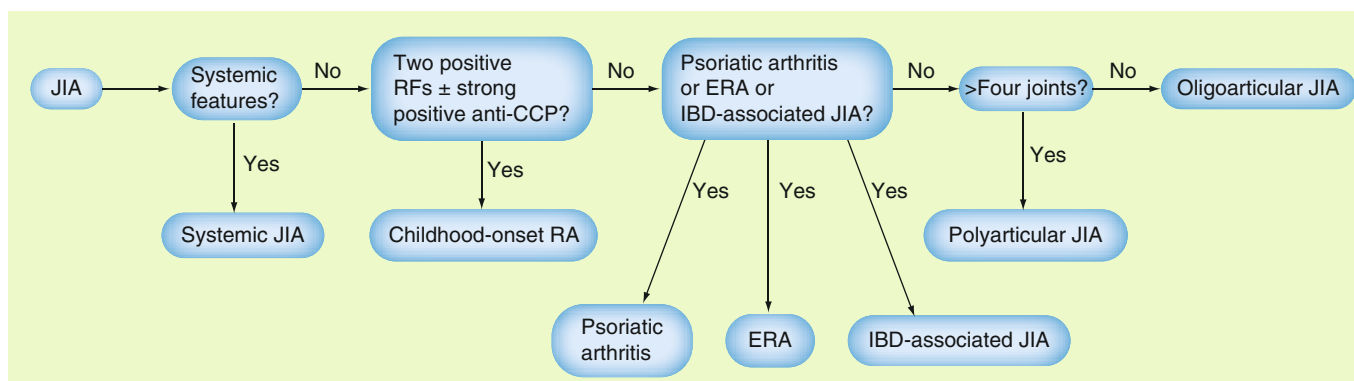 JIA
Systemic
features?
No
Two positive
RFs ± strong
positive anti-CCP?
No
Psoriatic arthritis
or ERA or
IBD-associated JIA?
No
>Four joints?
No
Oligoarticular JIA
Yes
Yes
Yes
Yes
Yes
Yes
Systemic JIA
Childhood-onset RA
Polyarticular JIA
Psoriatic
arthritis
ERA
IBD-associated JIA